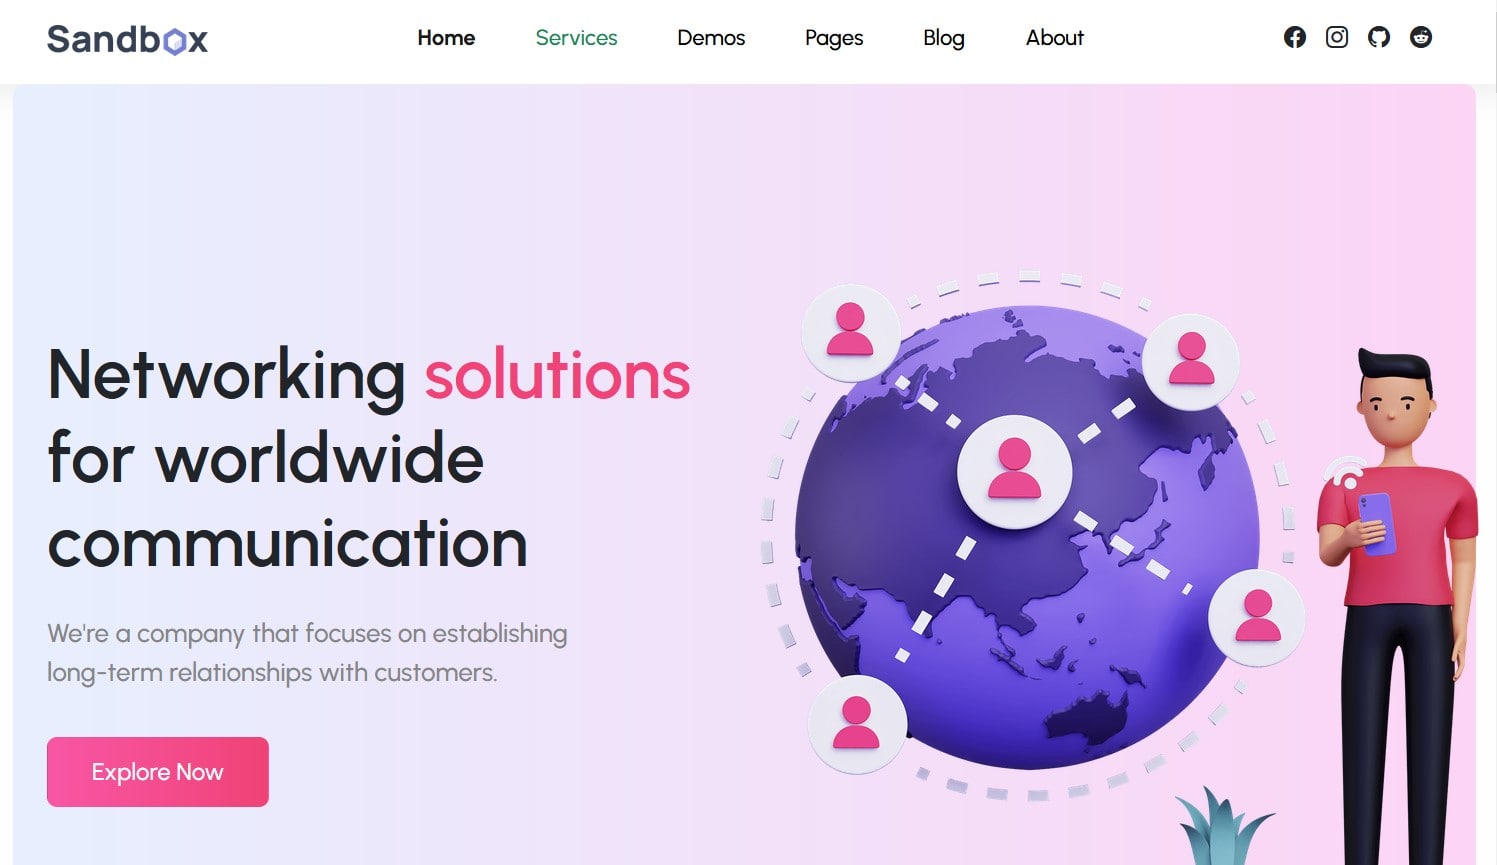 Sandbox
Home Services Demos Pages Blog About
Networking solutions
for worldwide
communication
We're a company that focuses on establishing
long-term relationships with customers.
Explore Now